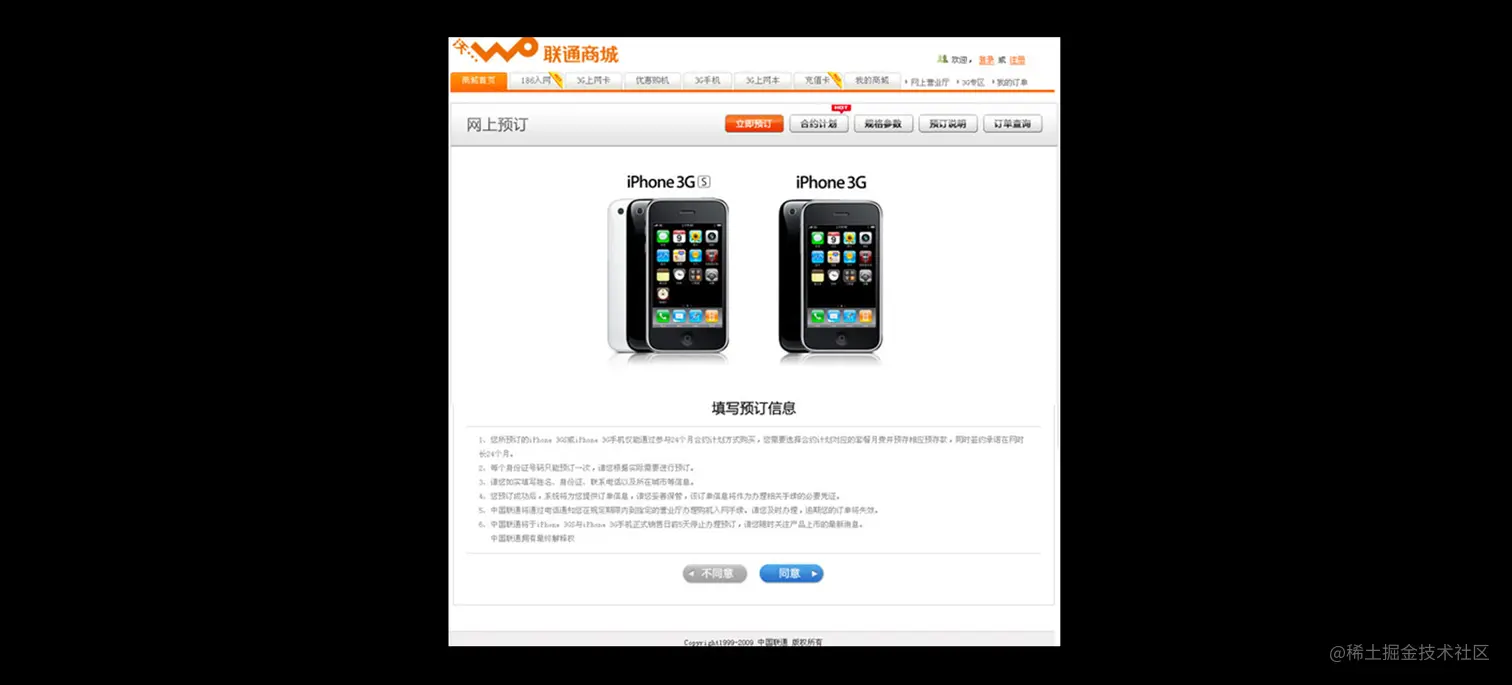 沃
联通商城
欢迎，登录 或 注册
商城首页 186入网 3G上网卡 优惠购机 3G手机 3G上网本 充值卡 我的商城 网上营业厅 3G专区 我的订单
网上预订
立即预订 合约计划 HOT 规格参数 预订说明 订单查询
iPhone 3G S iPhone 3G
填写预订信息
1、您所预订的iPhone 3GS或iPhone 3G手机仅能通过参与24个月合约计划方式购买，您需要选择合约计划对应的套餐月费并预存相应预存款，同时签约承诺在网时
长24个月。
2、每个身份证号码只能预订一次，请您根据实际需要进行预订。
3、请您如实填写姓名、身份证、联系电话以及所在城市等信息。
4、您预订成功后，系统将为您提供订单信息，请您妥善保管，该订单信息将作为办理相关手续的必要凭证。
5、中国联通将通过电话通知您在规定期限内到指定的营业厅办理购机入网手续。请您及时办理，逾期您的订单将失效。
6、中国联通将于iPhone 3GS与iPhone 3G手机正式销售日前5天停止办理预订，请您随时关注产品上市的最新消息。
中国联通拥有最终解释权
不同意 同意
Copyright1999-2009 中国联通 版权所有
@稀土掘金技术社区